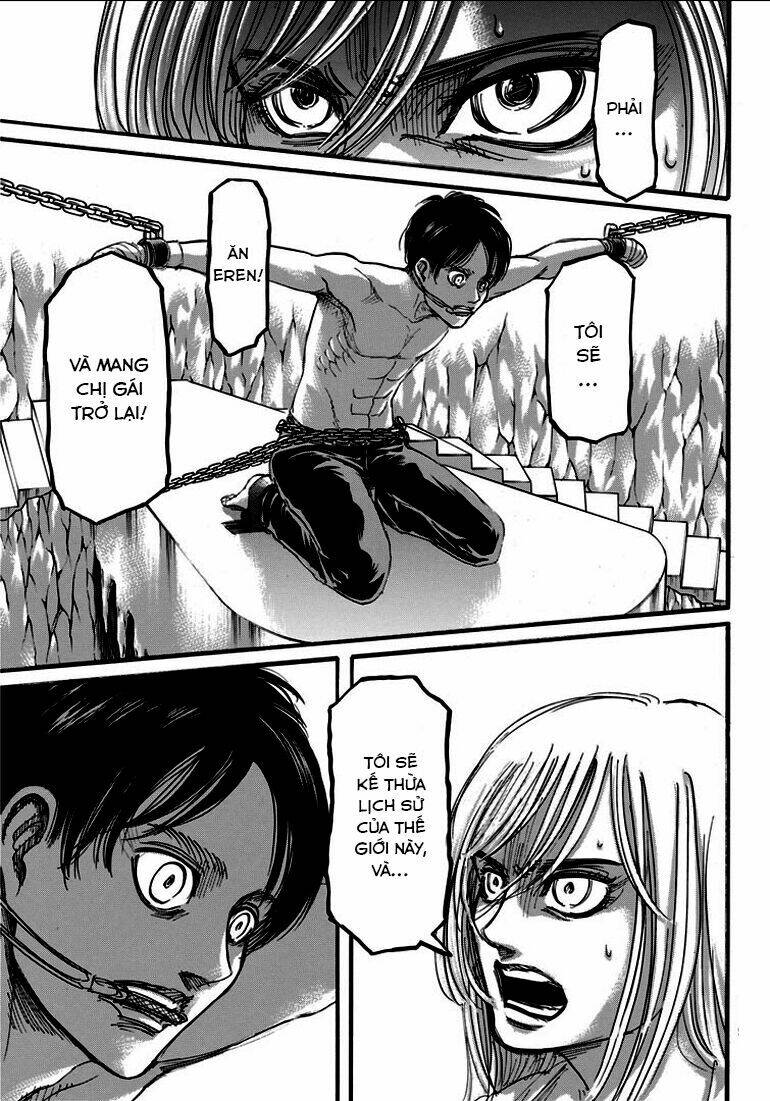 PHẢI
...
TÔI
SẼ
...
ĂN
EREN!
VÀ MANG
CHỊ GÁI
TRỞ LẠI!
TÔI SẼ
KẾ THỪA
LỊCH SỬ
CỦA THẾ
GIỚI NÀY,
VÀ...